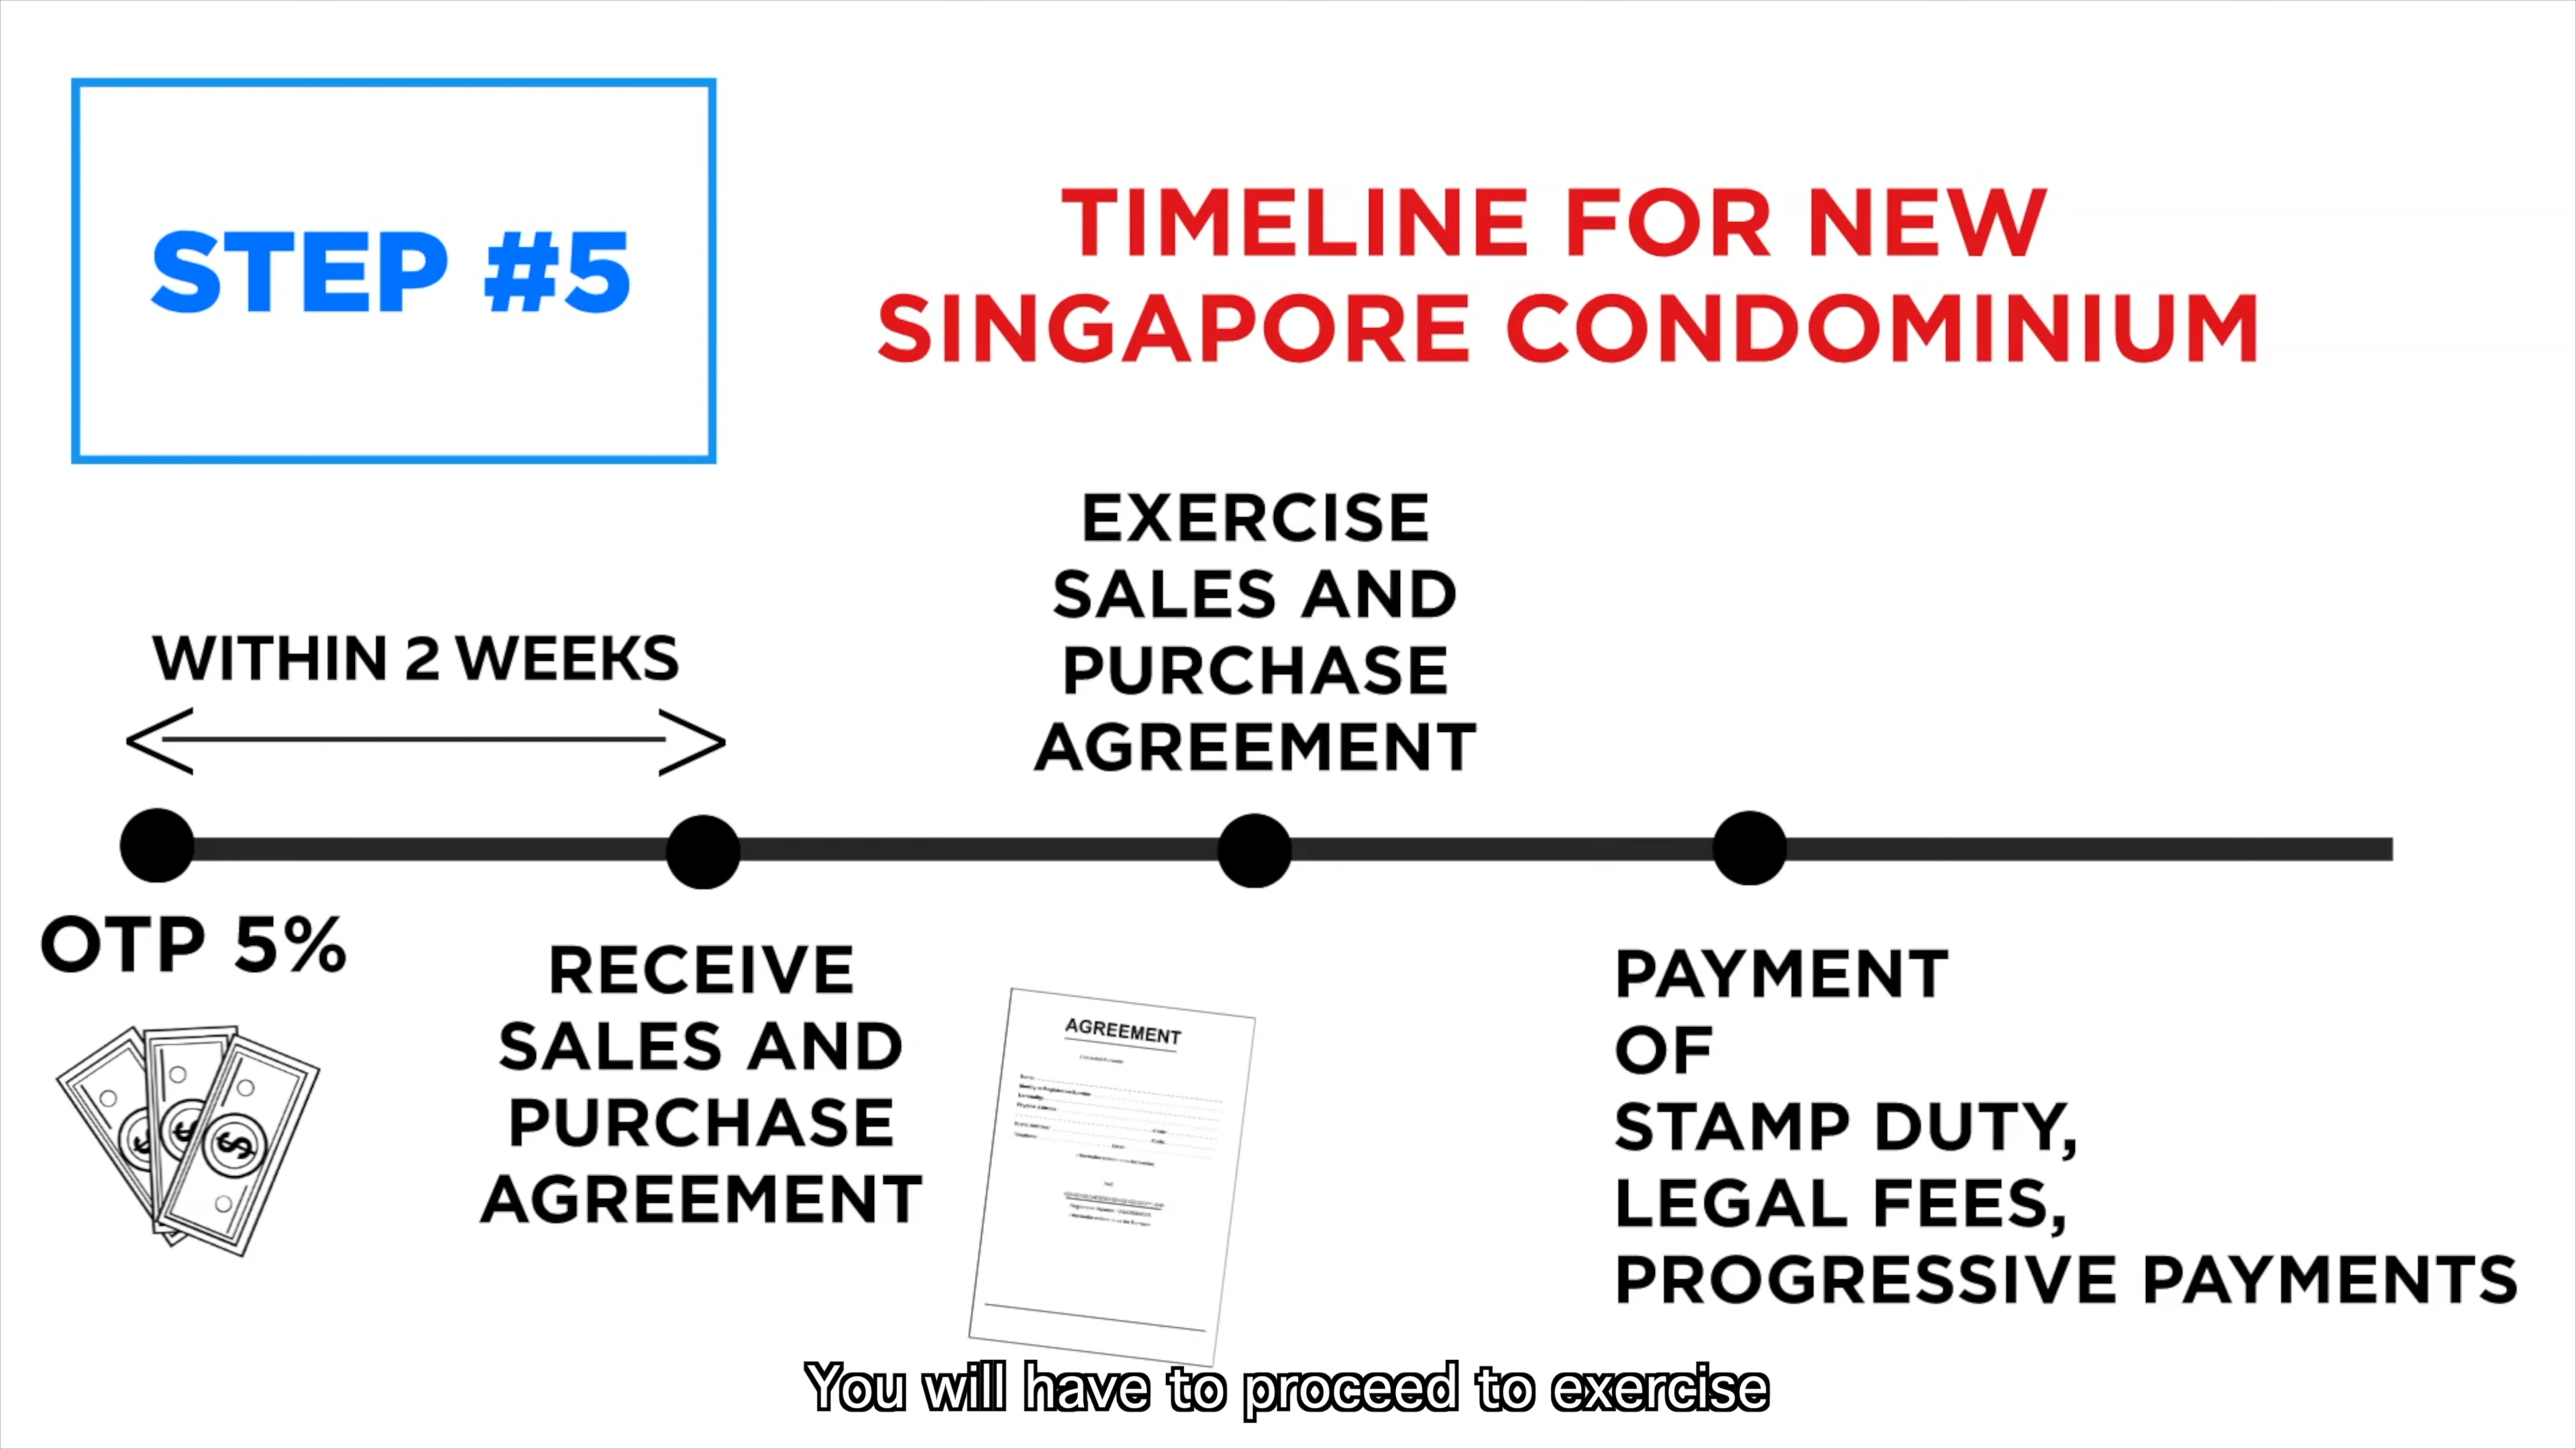 STEP #5
TIMELINE FOR NEW
SINGAPORE CONDOMINIUM
WITHIN 2 WEEKS
EXERCISE
SALES AND
PURCHASE
AGREEMENT
OTP 5%
RECEIVE
SALES AND
PURCHASE
AGREEMENT
AGREEMENT
PAYMENT
OF
STAMP DUTY,
LEGAL FEES,
PROGRESSIVE PAYMENTS
You will have to proceed to exercise